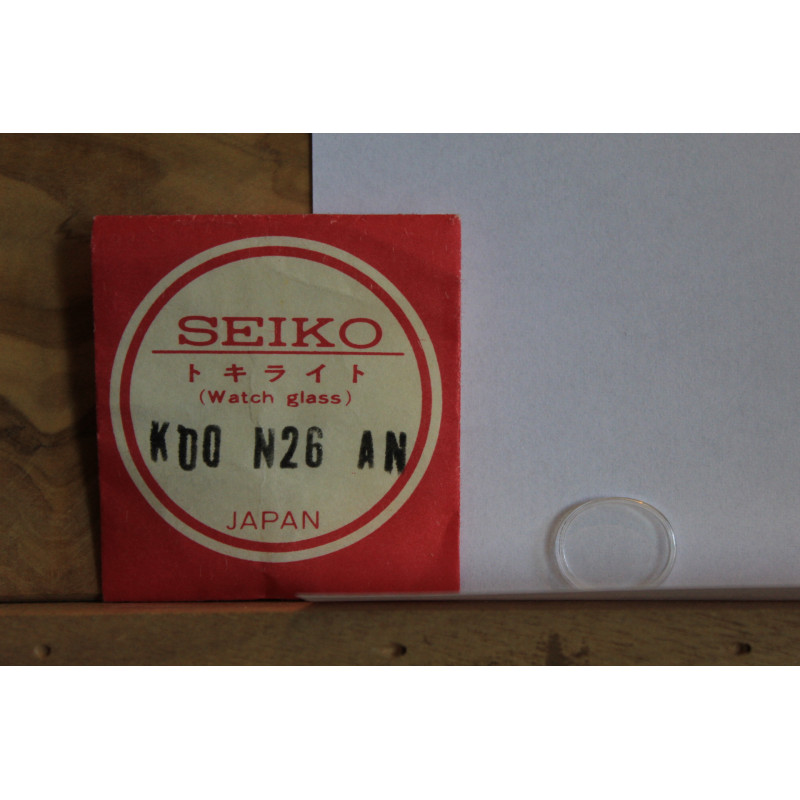 SEIKO
トキライト
(Watch glass)
KD0 N26 AN
JAPAN